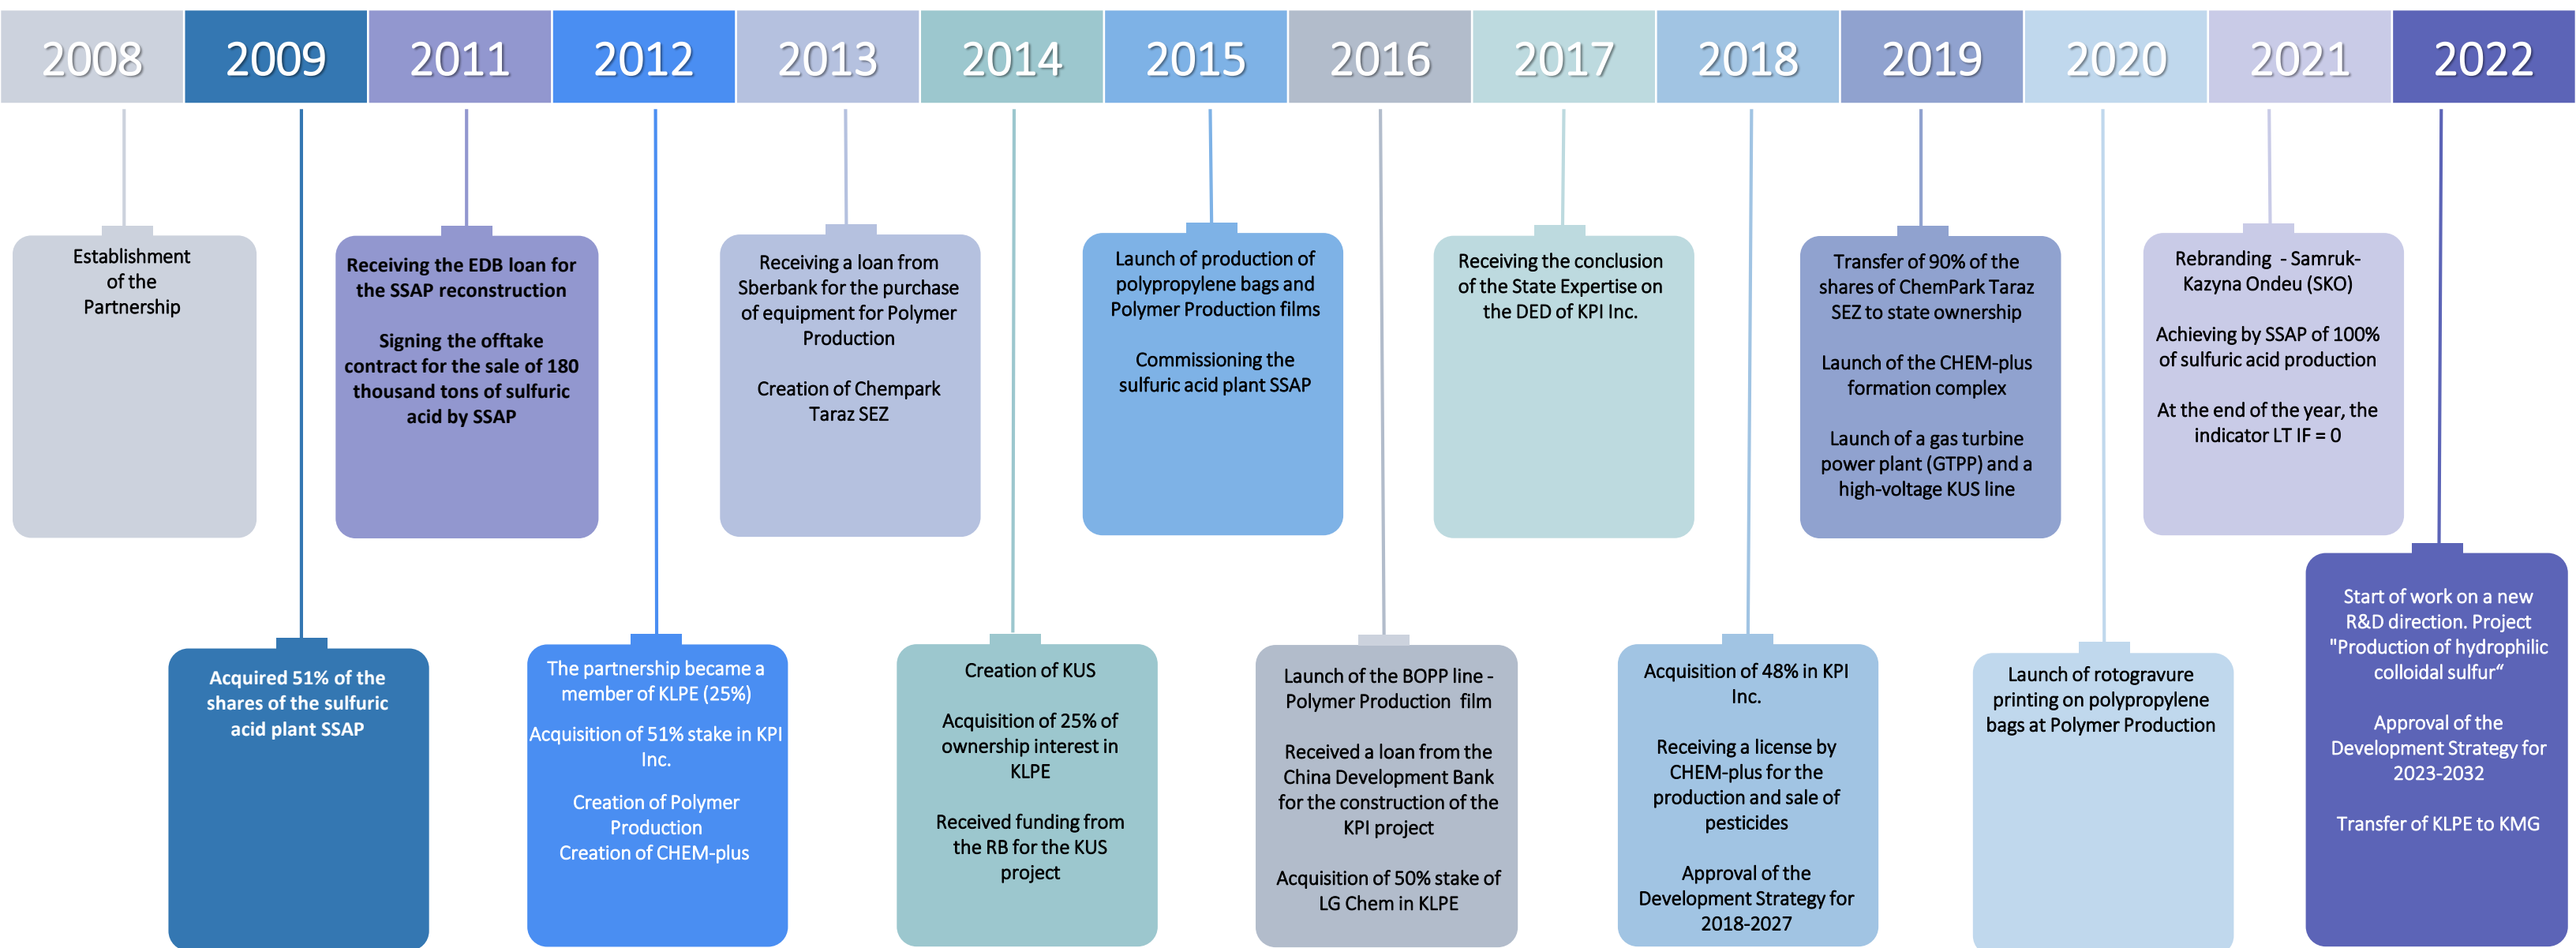 2008
2009
2011
2012
2013
2014
2015
2016
2017
2018
2019
2020
2021
2022
Establishment
of the
Partnership
Acquired 51% of the
shares of the sulfuric
acid plant SSAP
Receiving the EDB loan for
the SSAP reconstruction
Signing the offtake
contract for the sale of 180
thousand tons of sulfuric
acid by SSAP
The partnership became a
member of KLPE (25%)
Acquisition of 51% stake in KPI
Inc.
Creation of Polymer
Production
Creation of CHEM-plus
Receiving a loan from
Sberbank for the purchase
of equipment for Polymer
Production
Creation of Chempark
Taraz SEZ
Creation of KUS
Acquisition of 25% of
ownership interest in
KLPE
Received funding from
the RB for the KUS
project
Launch of production of
polypropylene bags and
Polymer Production films
Commissioning the
sulfuric acid plant SSAP
Launch of the BOPP line -
Polymer Production  film
Received a loan from the
China Development Bank
for the construction of the
KPI project
Acquisition of 50% stake of
LG Chem in KLPE
Receiving the conclusion
of the State Expertise on
the DED of KPI Inc.
Acquisition of 48% in KPI
Inc.
Receiving a license by
CHEM-plus for the
production and sale of
pesticides
Approval of the
Development Strategy for
2018-2027
Transfer of 90% of the
shares of ChemPark Taraz
SEZ to state ownership
Launch of the CHEM-plus
formation complex
Launch of a gas turbine
power plant (GTPP) and a
high-voltage KUS line
Launch of rotogravure
printing on polypropylene
bags at Polymer Production
Rebranding  - Samruk-
Kazyna Ondeu (SKO)
Achieving by SSAP of 100%
of sulfuric acid production
At the end of the year, the
indicator LT IF = 0
Start of work on a new
R&D direction. Project
"Production of hydrophilic
colloidal sulfur“
Approval of the
Development Strategy for
2023-2032
Transfer of KLPE to KMG